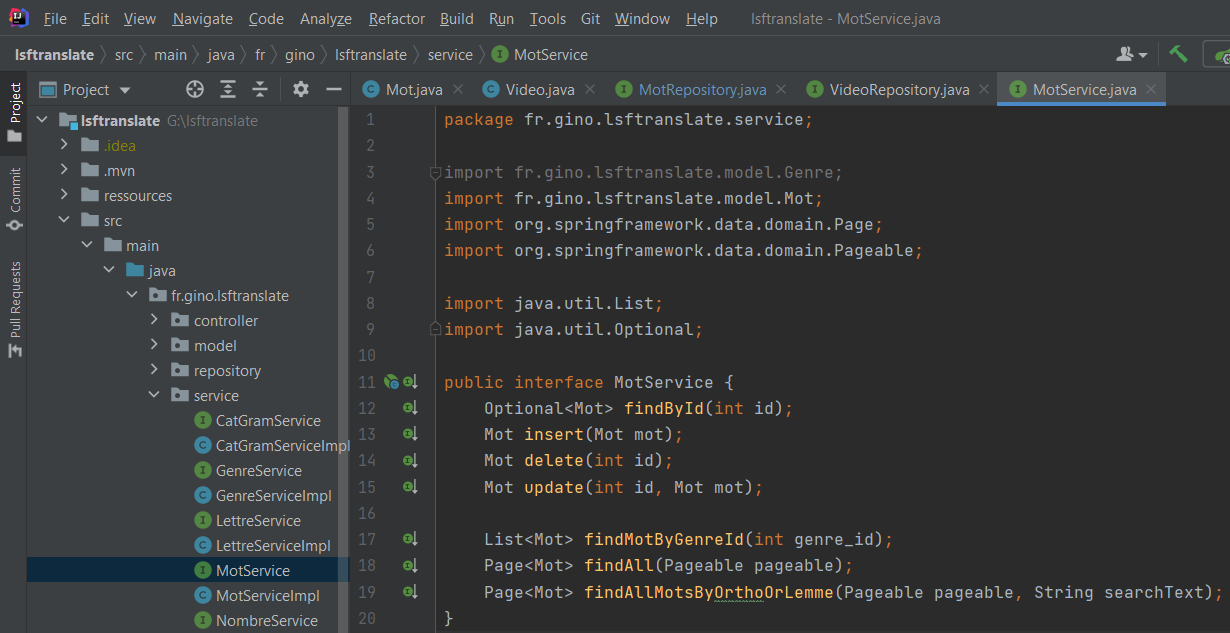 File Edit View Navigate Code Analyze Refactor Build Run Tools Git Window Help lsftranslate - MotService.java
lsftranslate src main java fr gino lsftranslate service MotService
Project
Commit
Pull Requests
Project
lsftranslate G:\lsftranslate
.idea
.mvn
ressources
src
main
java
fr.gino.lsftranslate
controller
model
repository
service
CatGramService
CatGramServiceImpl
GenreService
GenreServiceImpl
LettreService
LettreServiceImpl
MotService
MotServiceImpl
NombreService
Mot.java Video.java MotRepository.java VideoRepository.java MotService.java
1 package fr.gino.lsftranslate.service;
2
3 import fr.gino.lsftranslate.model.Genre;
4 import fr.gino.lsftranslate.model.Mot;
5 import org.springframework.data.domain.Page;
6 import org.springframework.data.domain.Pageable;
7
8 import java.util.List;
9 import java.util.Optional;
10
11 public interface MotService {
12 Optional<Mot> findById(int id);
13 Mot insert(Mot mot);
14 Mot delete(int id);
15 Mot update(int id, Mot mot);
16
17 List<Mot> findMotByGenreId(int genre_id);
18 Page<Mot> findAll(Pageable pageable);
19 Page<Mot> findAllMotsByOrthoOrLemme(Pageable pageable, String searchText);
20 }